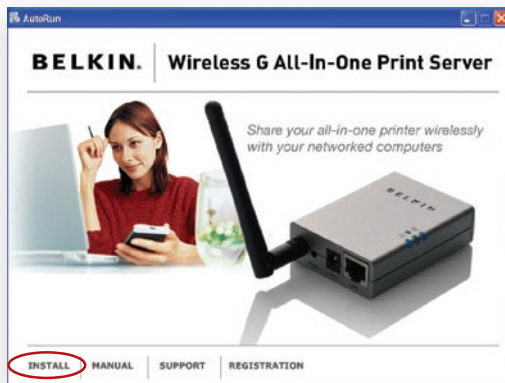 AutoRun
BELKIN. Wireless G All-In-One Print Server
Share your all-in-one printer wirelessly
with your networked computers
BELKIN
INSTALL MANUAL SUPPORT REGISTRATION